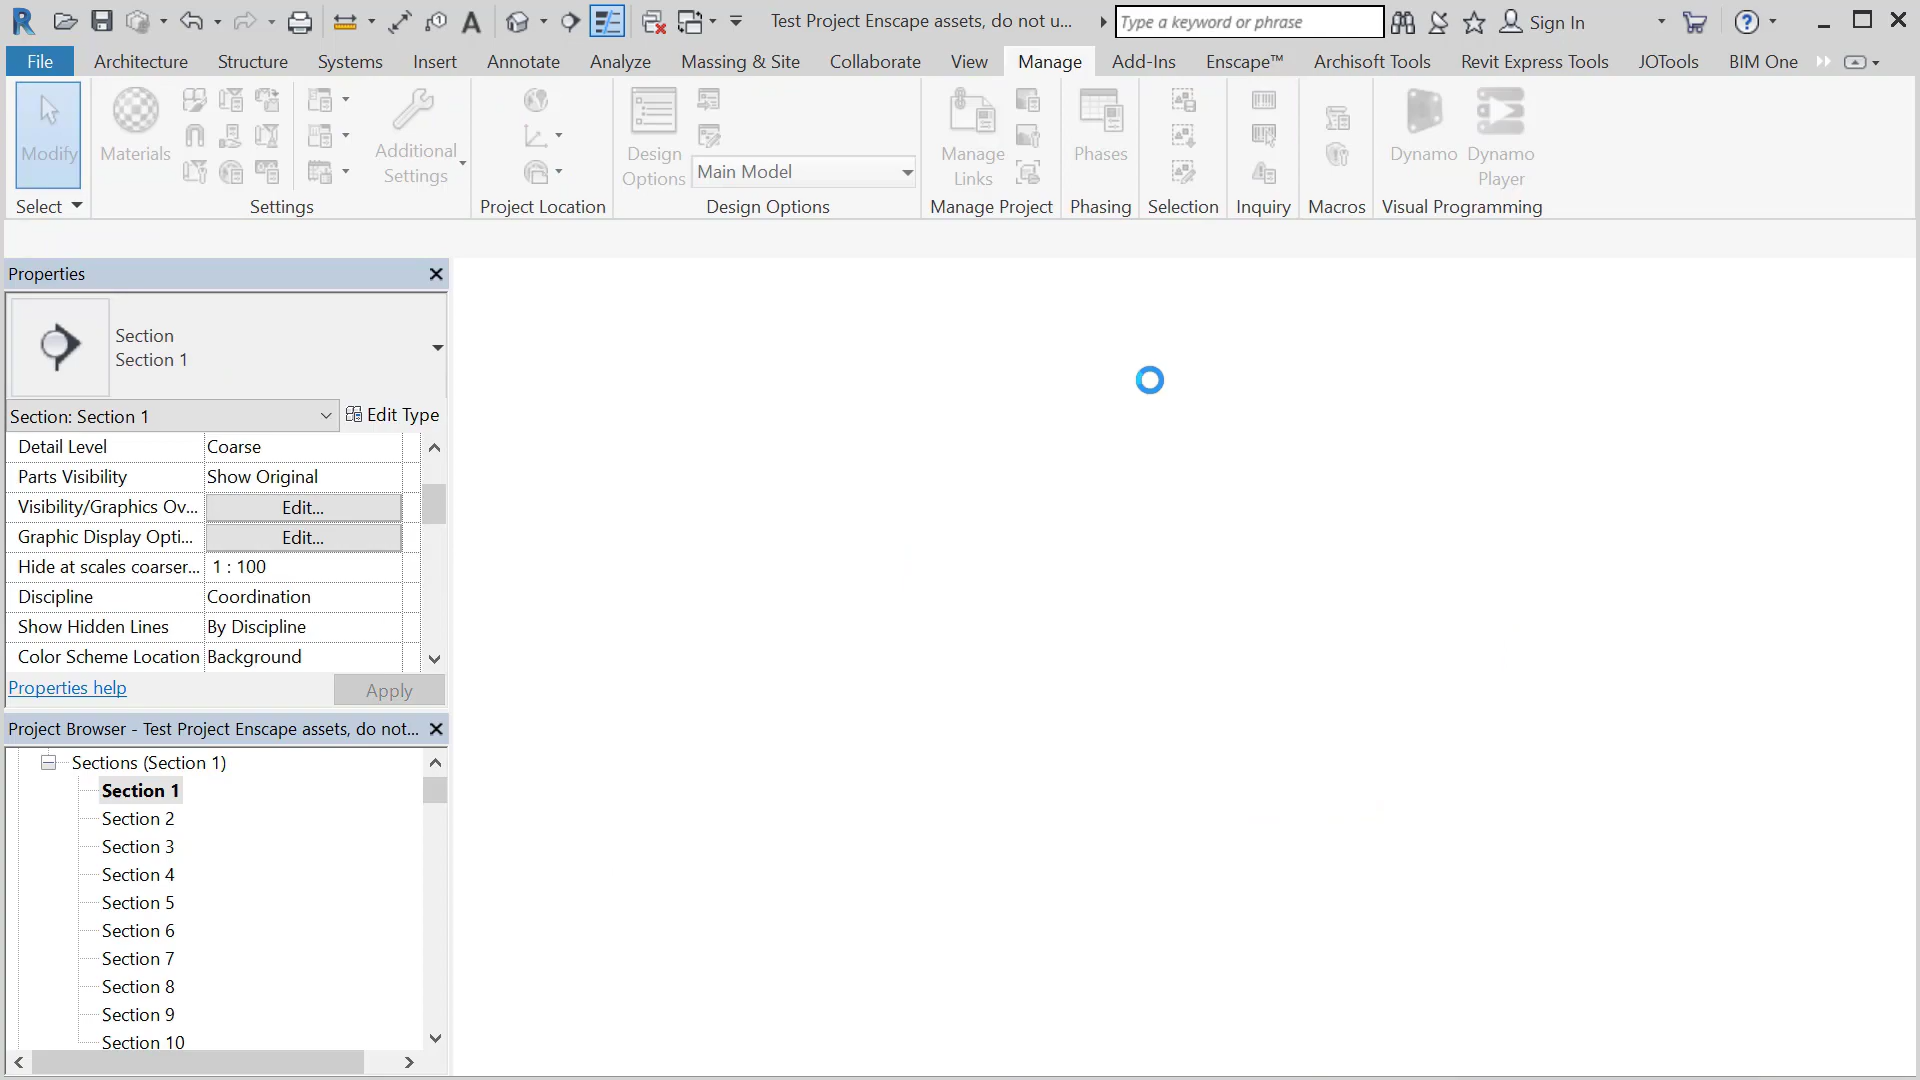 Test Project Enscape assets, do not u...
Type a keyword or phrase
Sign In
File Architecture Structure Systems Insert Annotate Analyze Massing & Site Collaborate View Manage Add-Ins Enscape™ Archisoft Tools Revit Express Tools JOTools BIM One
Modify
Materials
Additional
Settings
Design
Options
Main Model
Manage
Links
Phases
Dynamo
Dynamo
Player
Select
Settings
Project Location
Design Options
Manage Project
Phasing
Selection
Inquiry
Macros
Visual Programming
Properties
Section
Section 1
Section: Section 1
Edit Type
Detail Level Coarse
Parts Visibility Show Original
Visibility/Graphics Ov... Edit...
Graphic Display Opti... Edit...
Hide at scales coarser... 1 : 100
Discipline Coordination
Show Hidden Lines By Discipline
Color Scheme Location Background
Properties help
Apply
Project Browser - Test Project Enscape assets, do not...
Sections (Section 1)
Section 1
Section 2
Section 3
Section 4
Section 5
Section 6
Section 7
Section 8
Section 9
Section 10